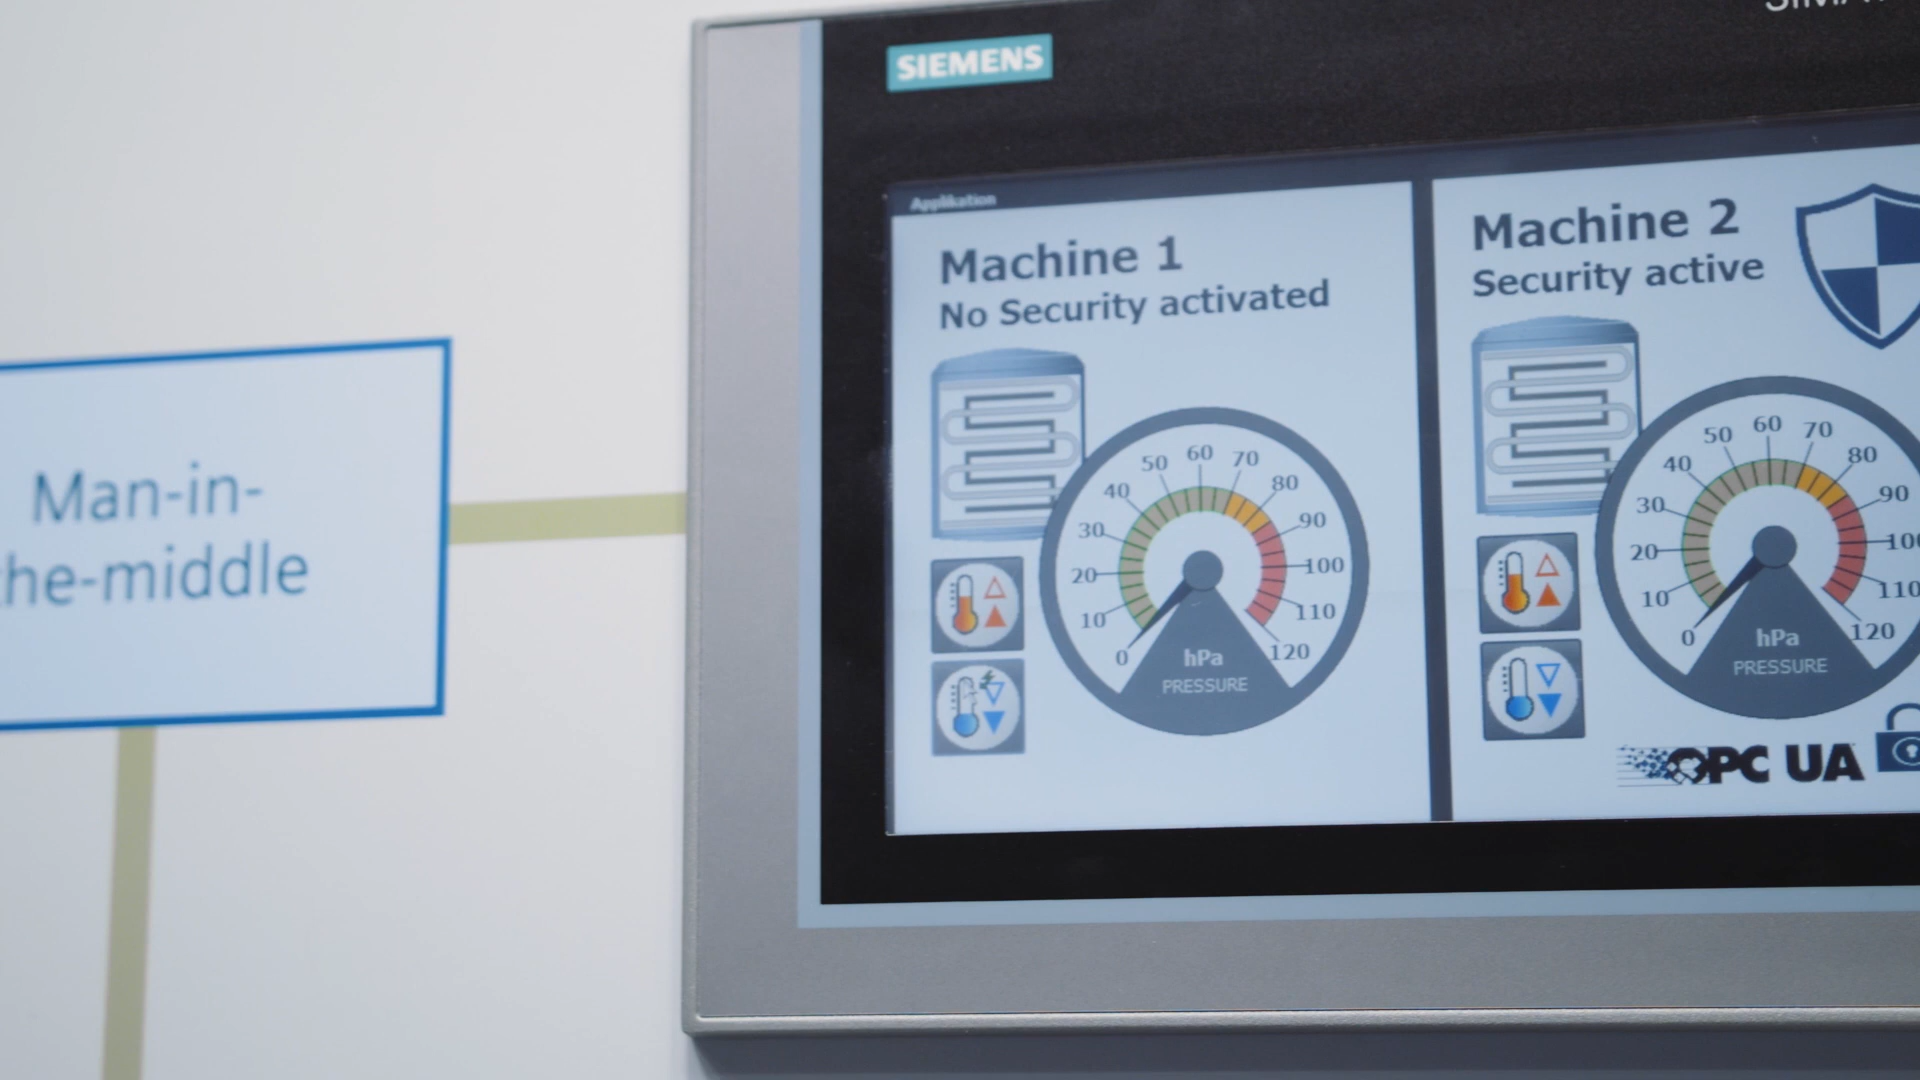 SIEMENS
Applikation
Machine 1
No Security activated
60
50
70
40
80
30
90
20
100
10
110
0
120
hPa
PRESSURE
Machine 2
Security active
60
50
70
40
80
30
90
20
100
10
110
0
120
hPa
PRESSURE
OPC UA
Man-in-
the-middle